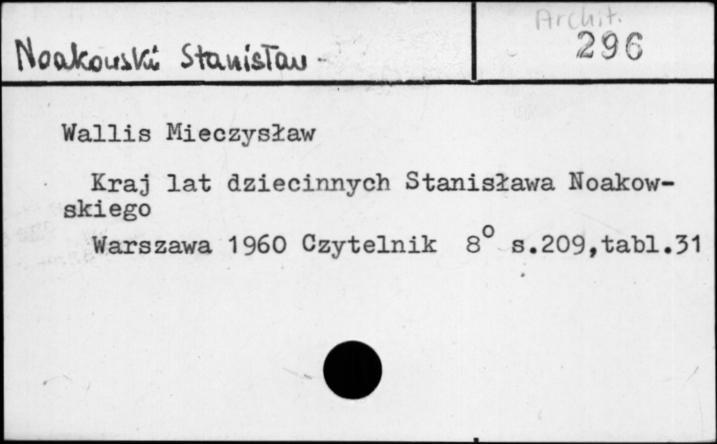 Archit.
Noakowski Stanisław
296
Wallis Mieczysław
Kraj lat dziecinnych Stanisława Noakow-
skiego
Warszawa 1960 Czytelnik 8° s.209,tabl.31